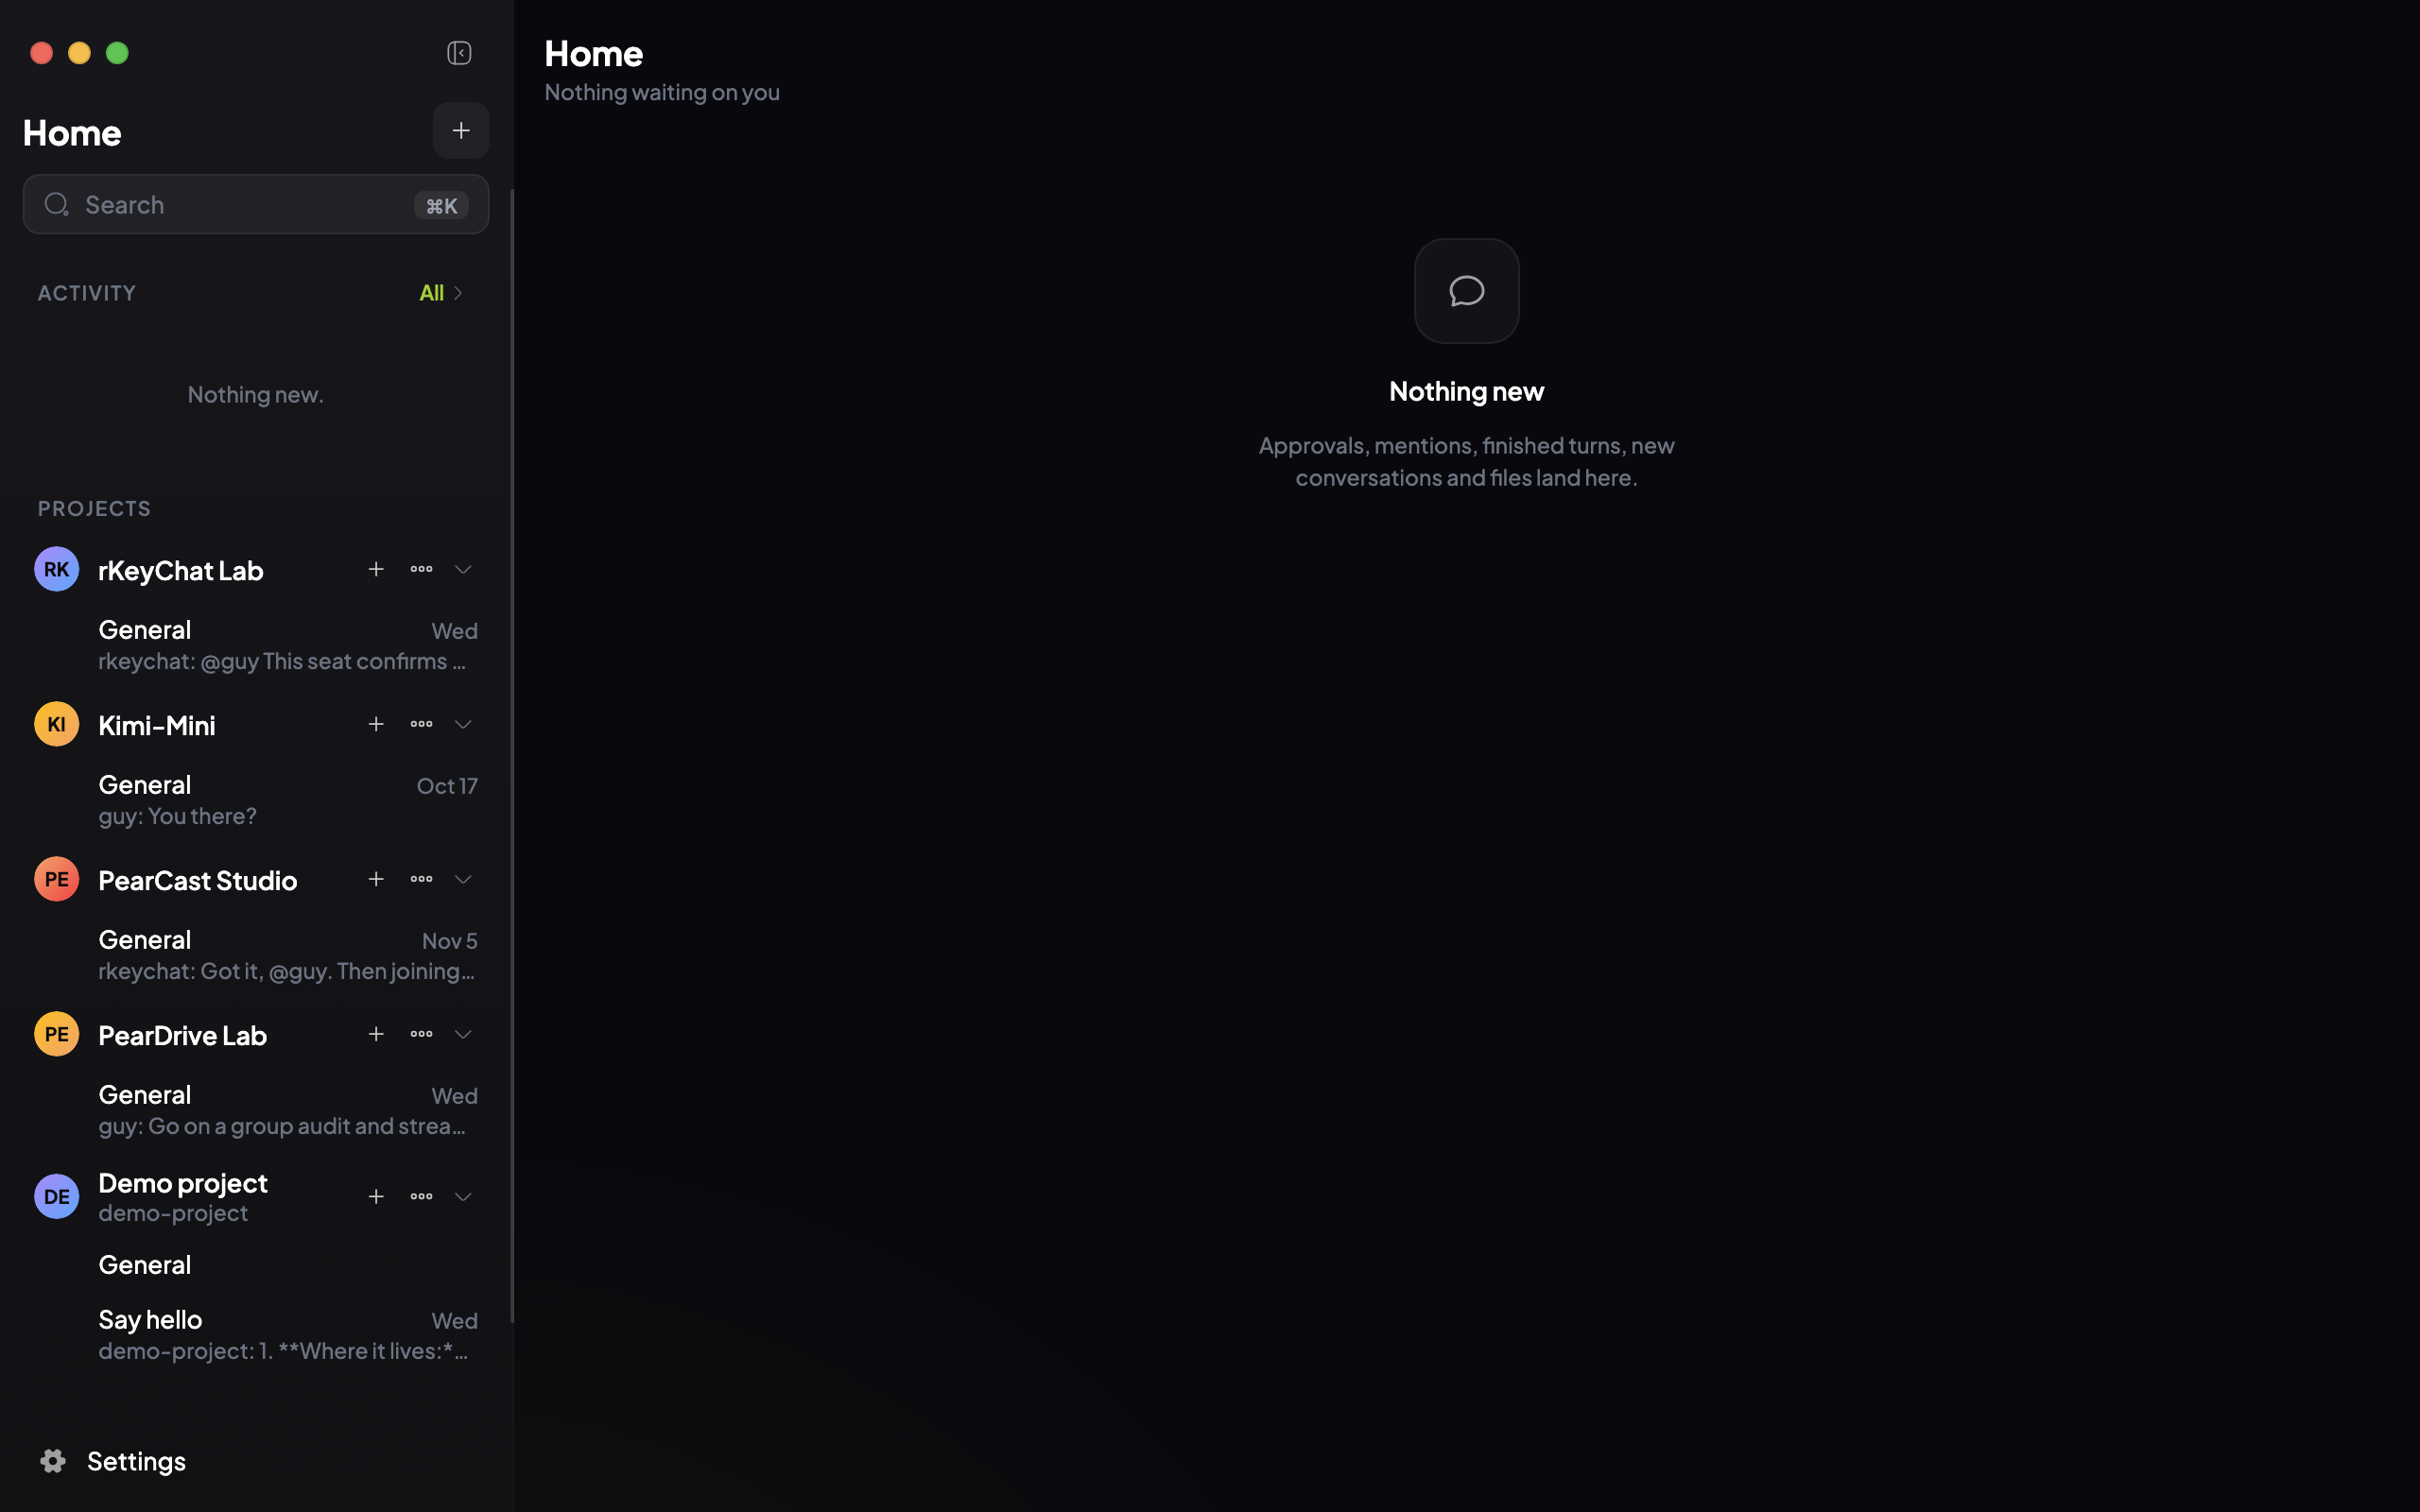 Home
Search
⌘K
ACTIVITY
All
Nothing new.
PROJECTS
RK
rKeyChat Lab
General
Wed
rkeychat: @guy This seat confirms ...
KI
Kimi-Mini
General
Oct 17
guy: You there?
PE
PearCast Studio
General
Nov 5
rkeychat: Got it, @guy. Then joining...
PE
PearDrive Lab
General
Wed
guy: Go on a group audit and strea...
DE
Demo project
demo-project
General
Say hello
Wed
demo-project: 1. **Where it lives:*...
Settings
Home
Nothing waiting on you
Nothing new
Approvals, mentions, finished turns, new
conversations and files land here.